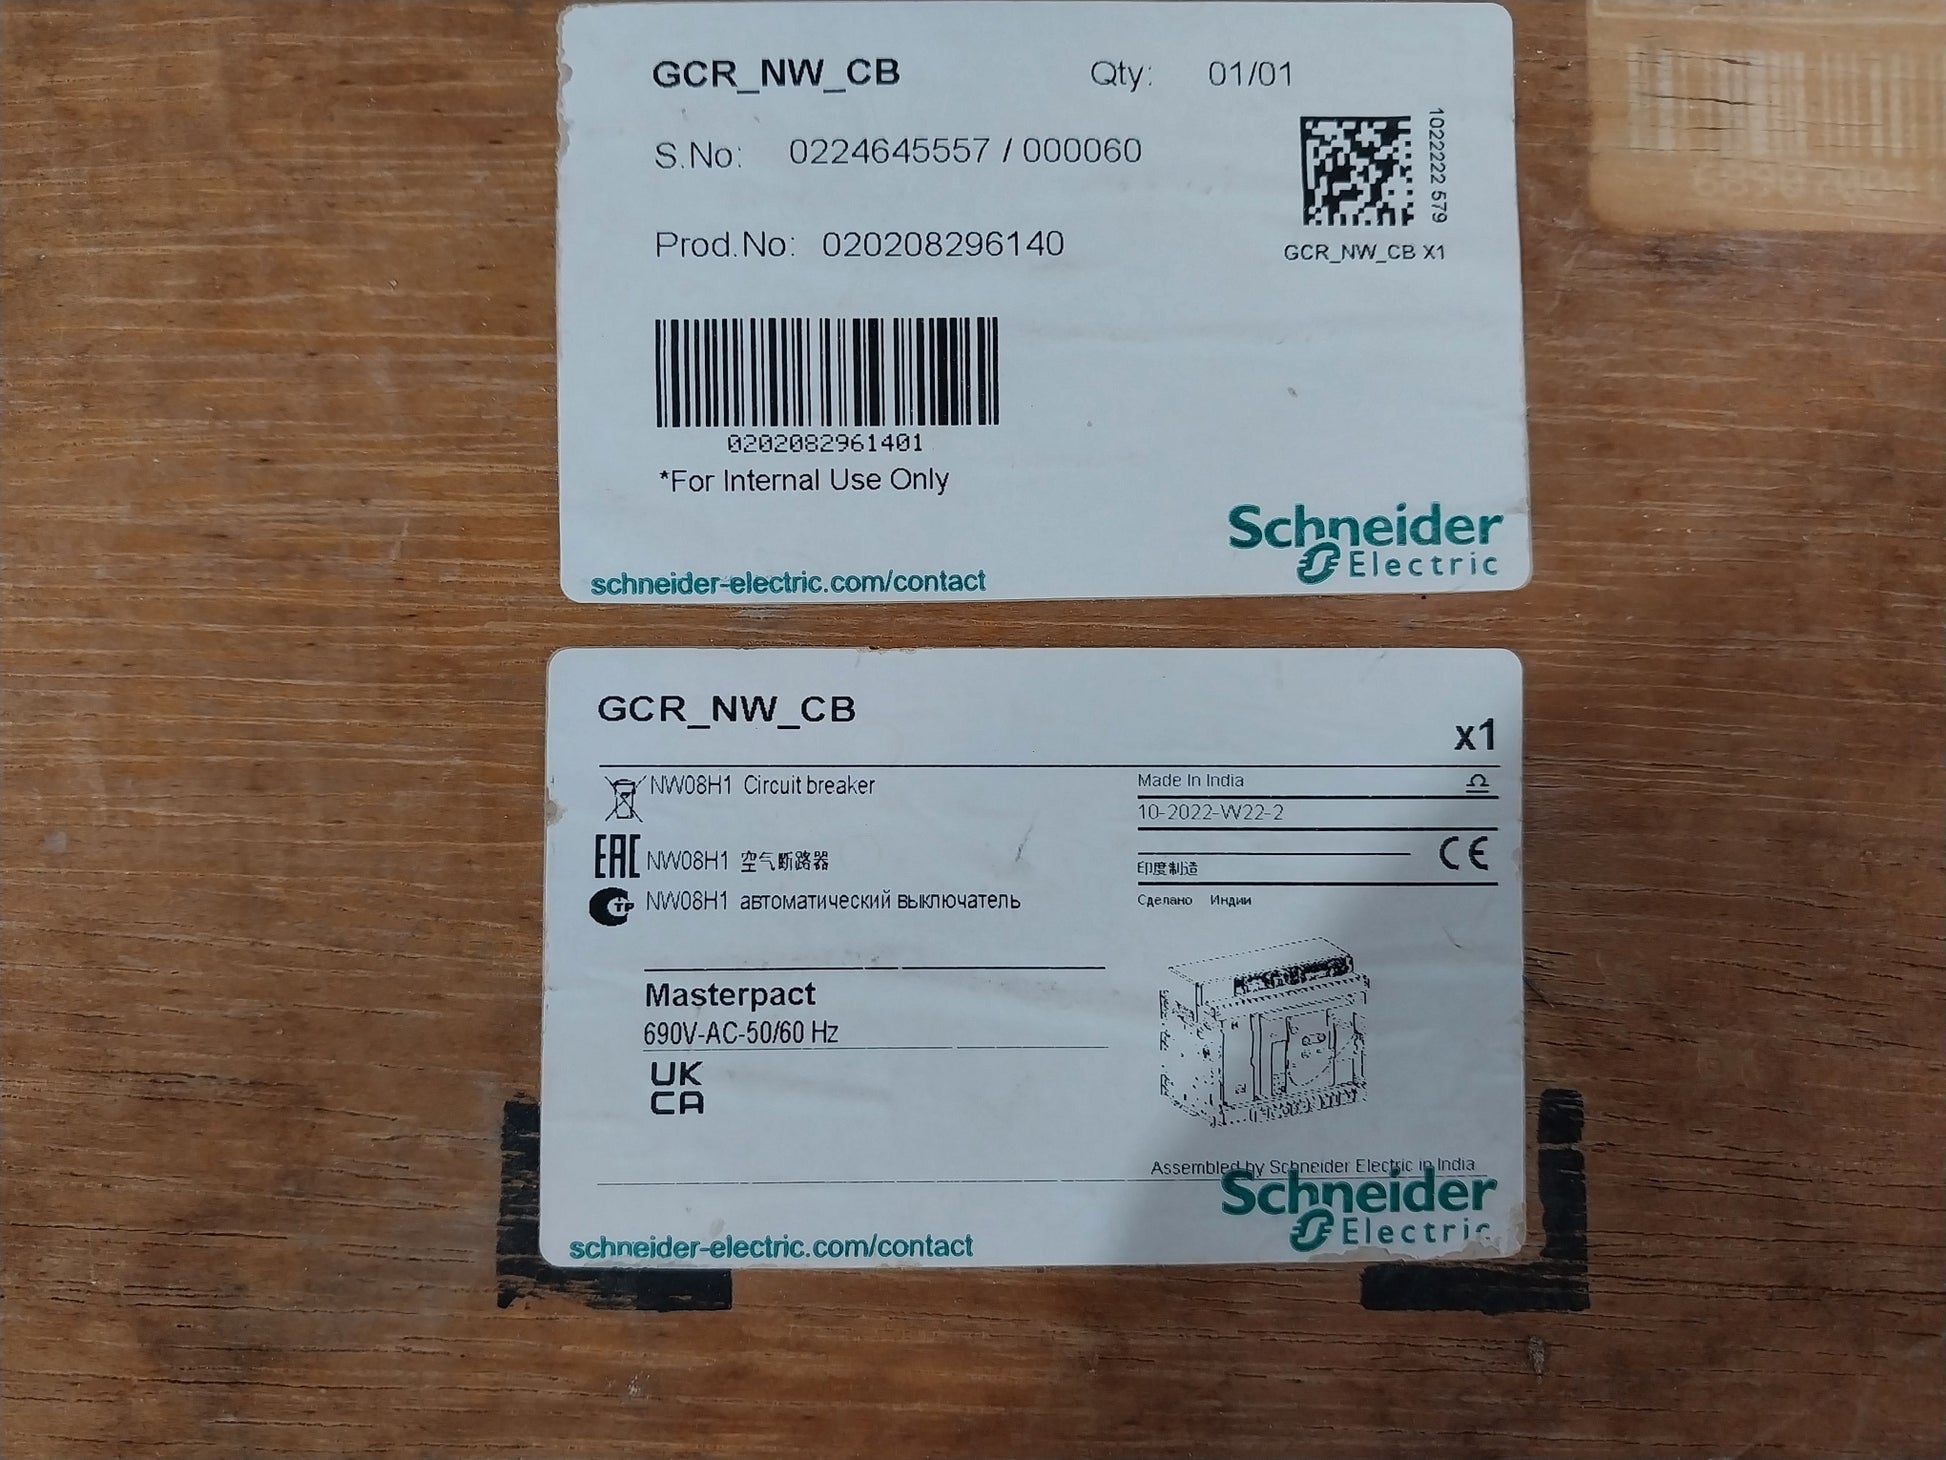 GCR_NW_CB Qty: 01/01
S.No: 0224645557 / 000060
1022222 579
Prod.No: 020208296140
GCR_NW_CB X1
0202082961401
*For Internal Use Only
Schneider
Electric
schneider-electric.com/contact
GCR_NW_CB
x1
NW08H1 Circuit breaker
Made In India
10-2022-W22-2
EAC NW08H1 空气断路器
CE
印度制造
TP NW08H1 автоматический выключатель
Сделано Индии
Masterpact
690V-AC-50/60 Hz
UK
CA
Assembled by Schneider Electric in India
Schneider
Electric
schneider-electric.com/contact